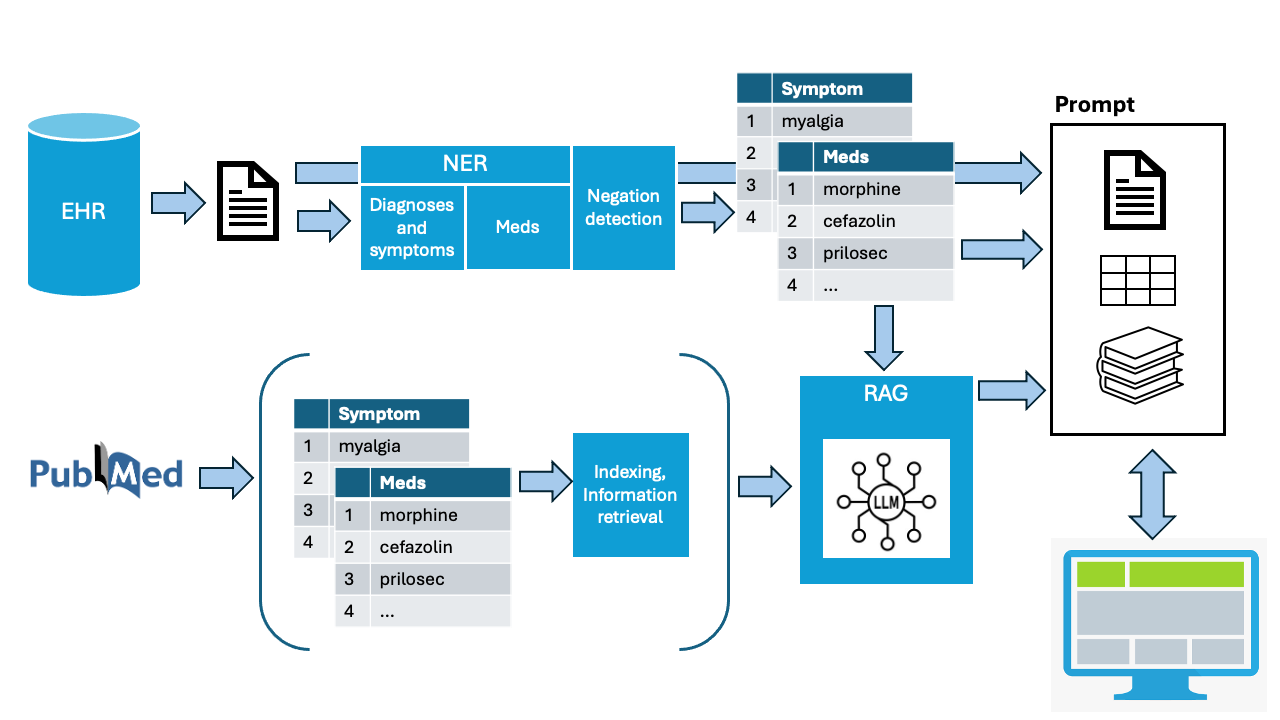 Symptom
1 myalgia
2
3
4
Meds
1 morphine
2 cefazolin
3 prilosec
4 ...
Prompt
EHR
NER
Diagnoses
and
symptoms
Meds
Negation
detection
RAG
LLM
PubMed
Symptom
1 myalgia
2
3
4
Meds
1 morphine
2 cefazolin
3 prilosec
4 ...
Indexing,
Information
retrieval